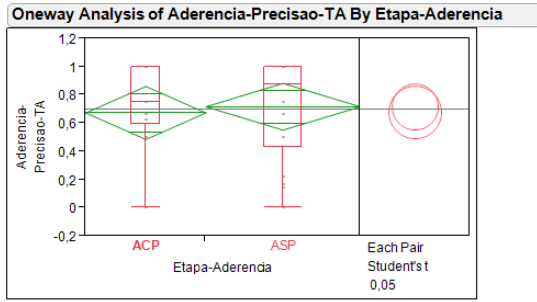 Oneway Analysis of Aderencia-Precisao-TA By Etapa-Aderencia
Aderencia-
Precisao-TA
1,2
1
0,8
0,6
0,4
0,2
0
-0,2
ACP
ASP
Etapa-Aderencia
Each Pair
Student's t
0,05